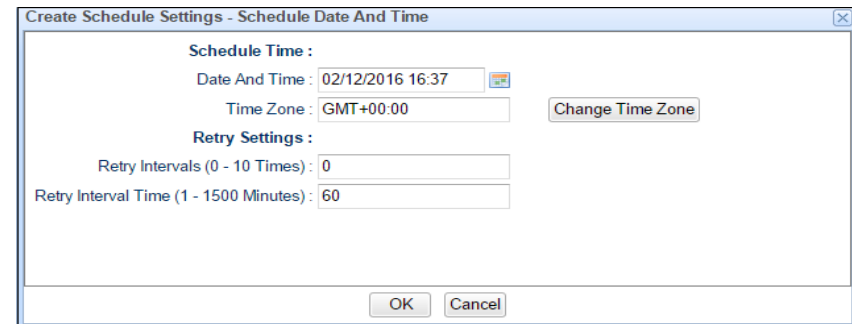 Create Schedule Settings - Schedule Date And Time
Schedule Time :
Date And Time : 02/12/2016 16:37
Time Zone : GMT+00:00 Change Time Zone
Retry Settings :
Retry Intervals (0 - 10 Times) : 0
Retry Interval Time (1 - 1500 Minutes) : 60
OK Cancel